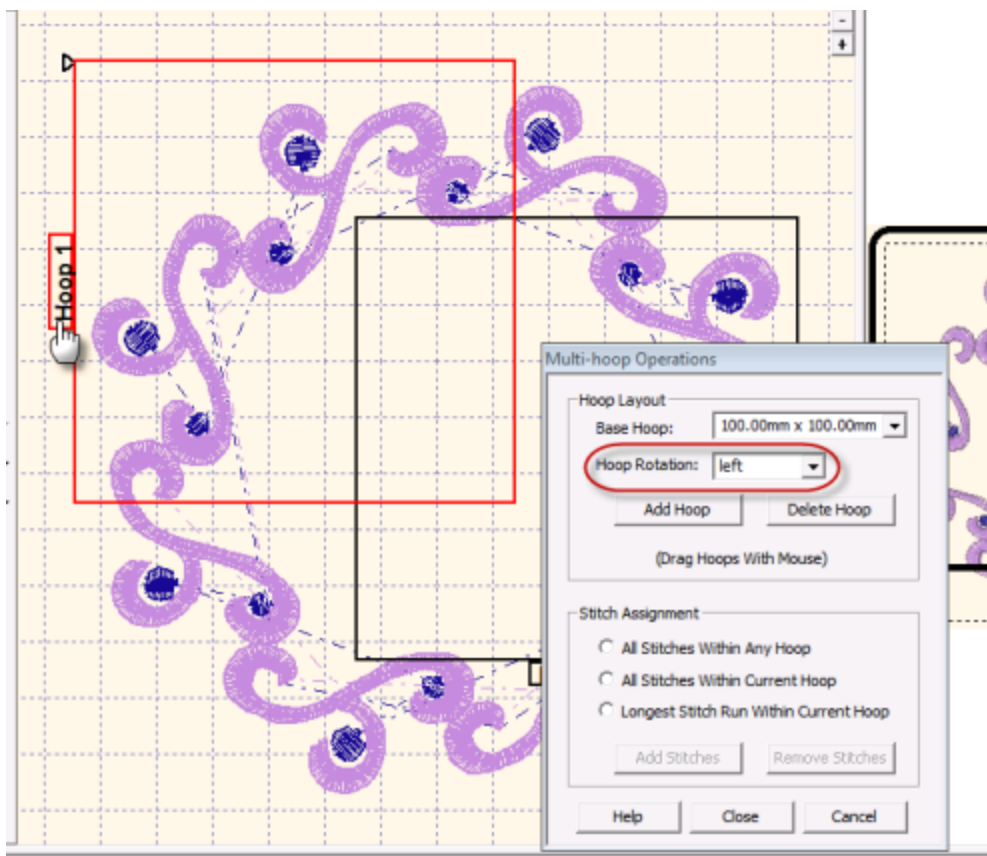 -
+
Hoop 1
Multi-hoop Operations
Hoop Layout
Base Hoop: 100.00mm x 100.00mm
Hoop Rotation: left
Add Hoop Delete Hoop
(Drag Hoops With Mouse)
Stitch Assignment
All Stitches Within Any Hoop
All Stitches Within Current Hoop
Longest Stitch Run Within Current Hoop
Add Stitches Remove Stitches
Help Close Cancel